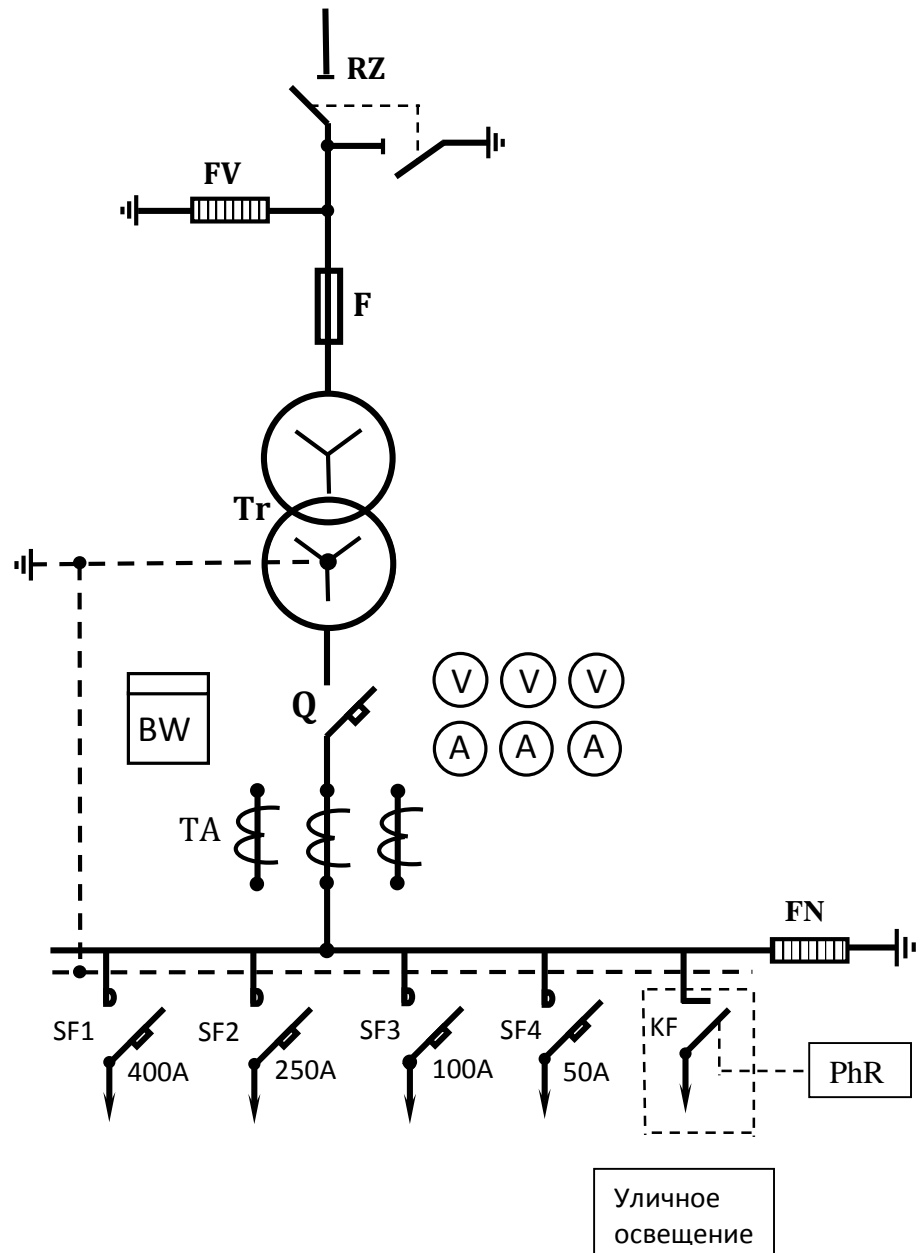 RZ
FV
F
Tr
Q
V V V
BW
A A A
TA
FN
SF1 SF2 SF3 SF4 KF
400A 250A 100A 50A
PhR
Уличное
освещение